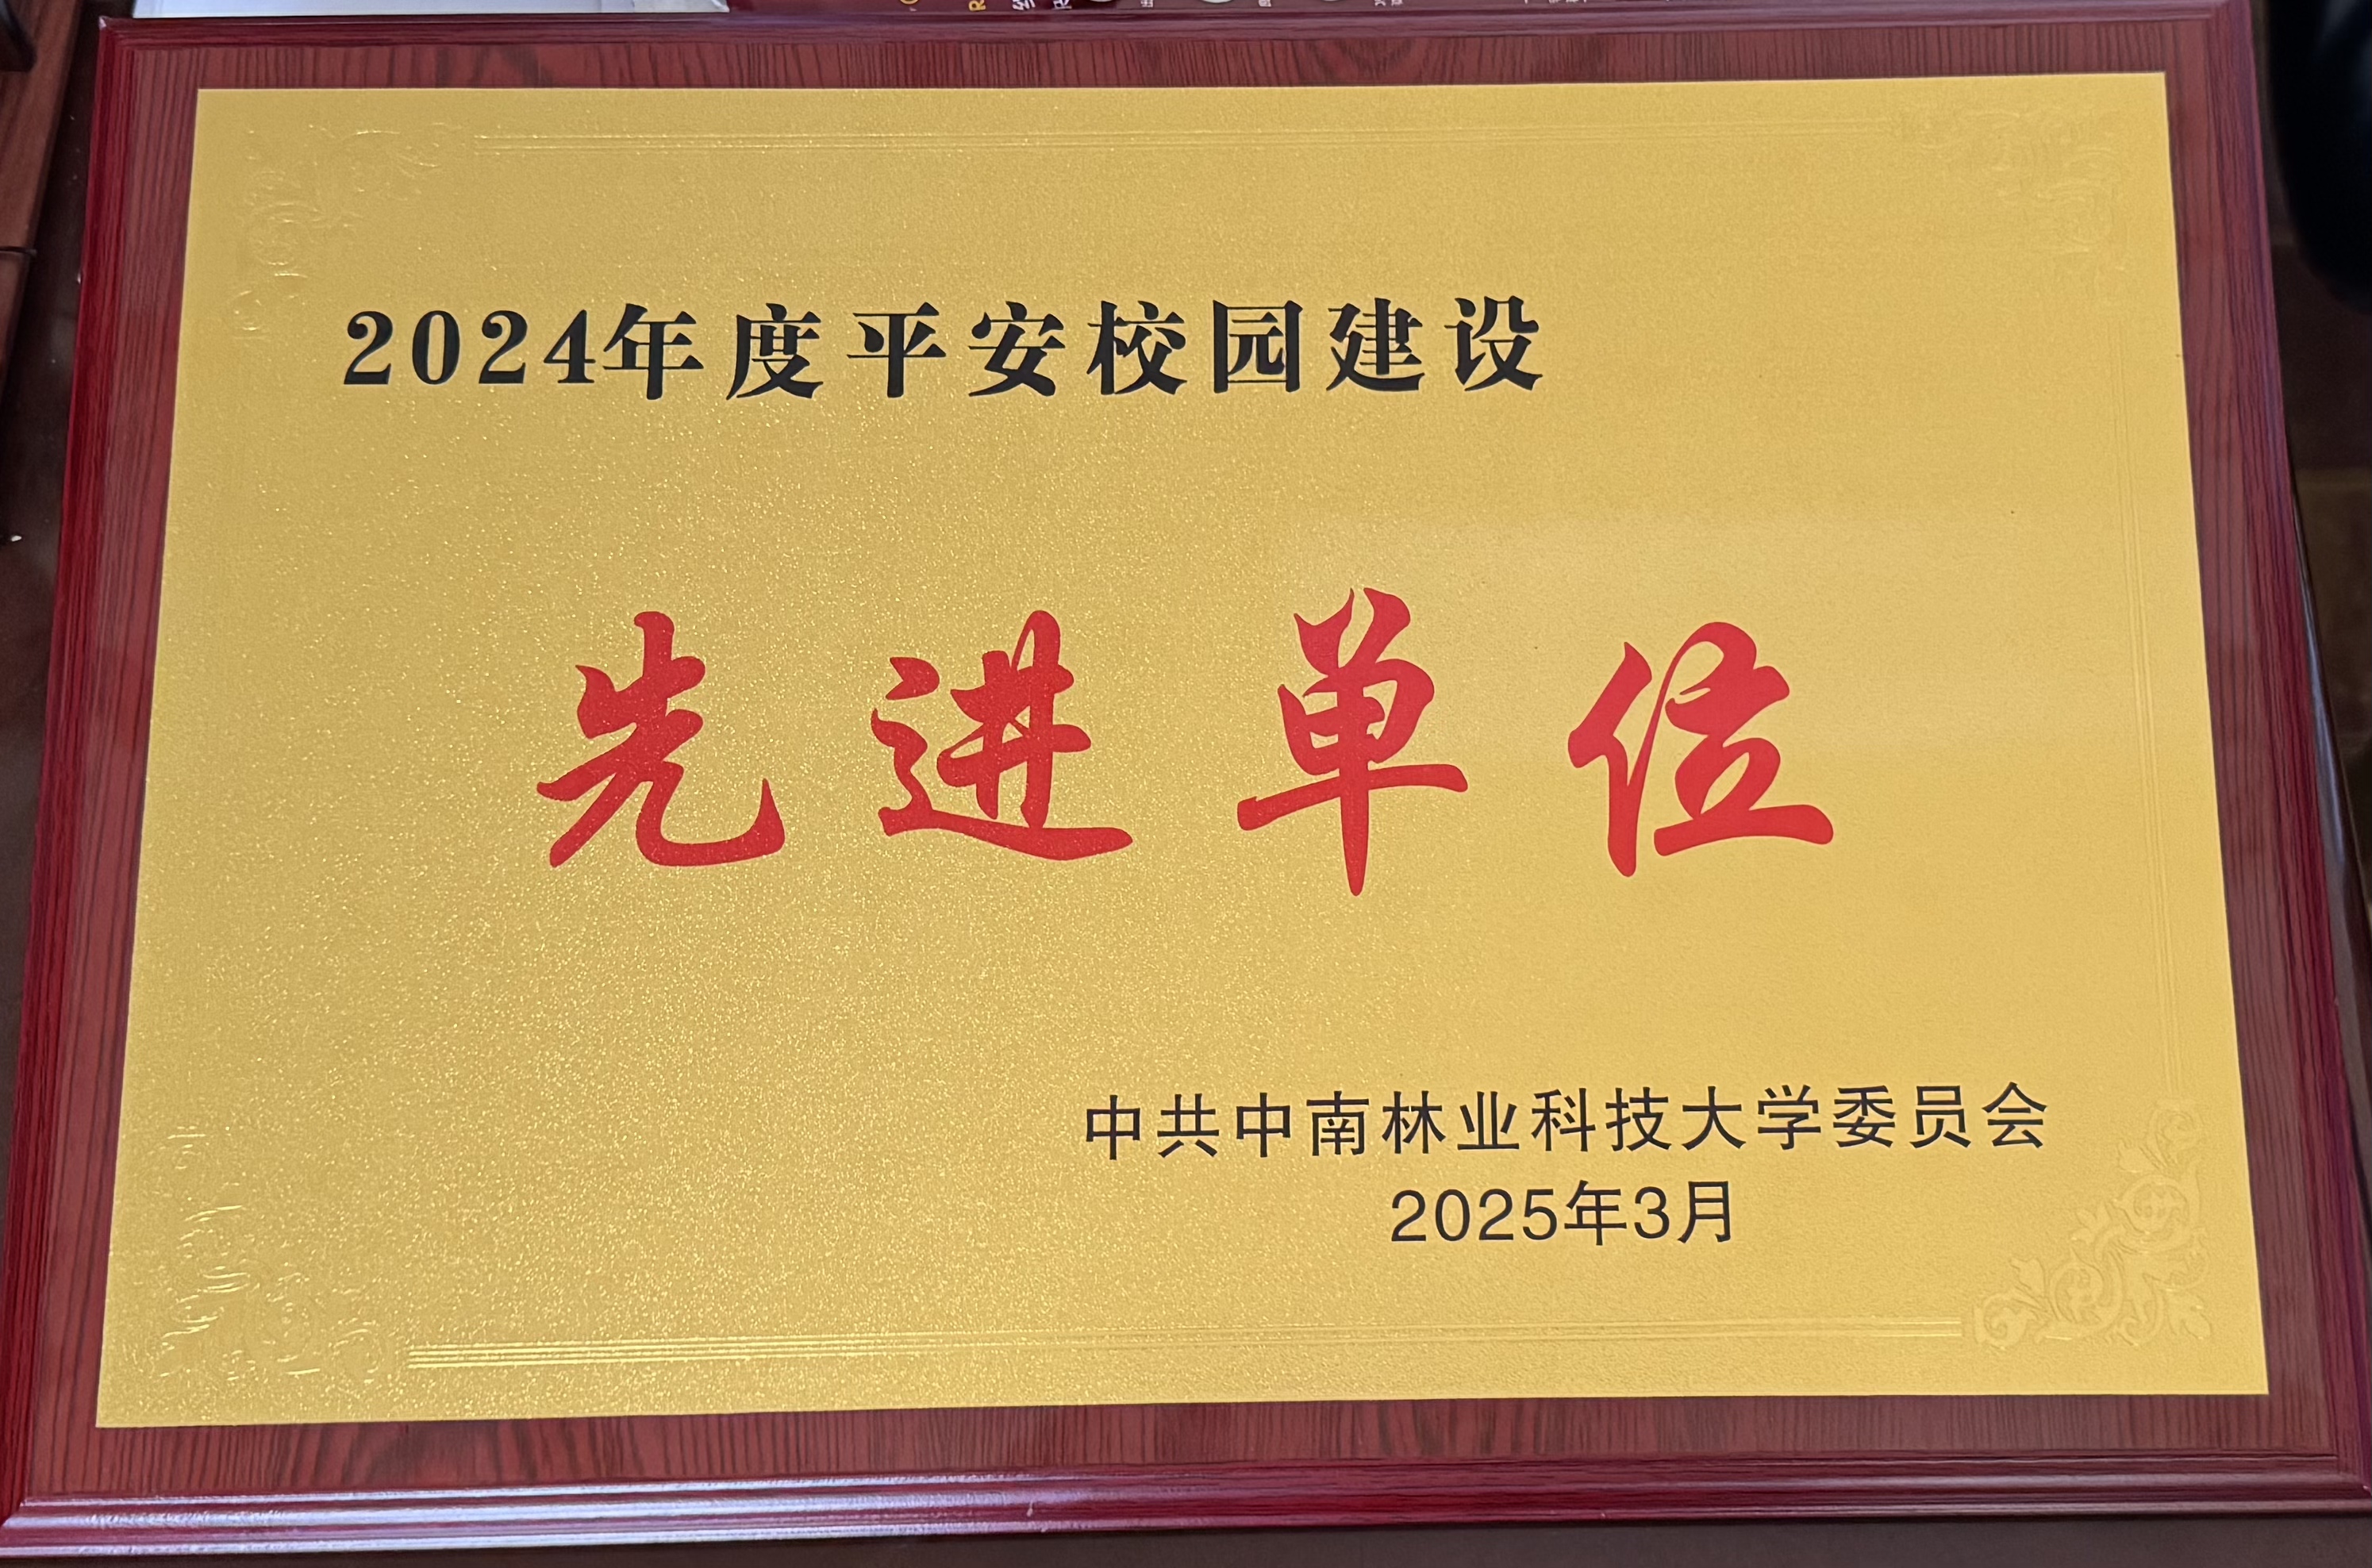 2024年度平安校园建设
先进单位
中共中南林业科技大学委员会
2025年3月